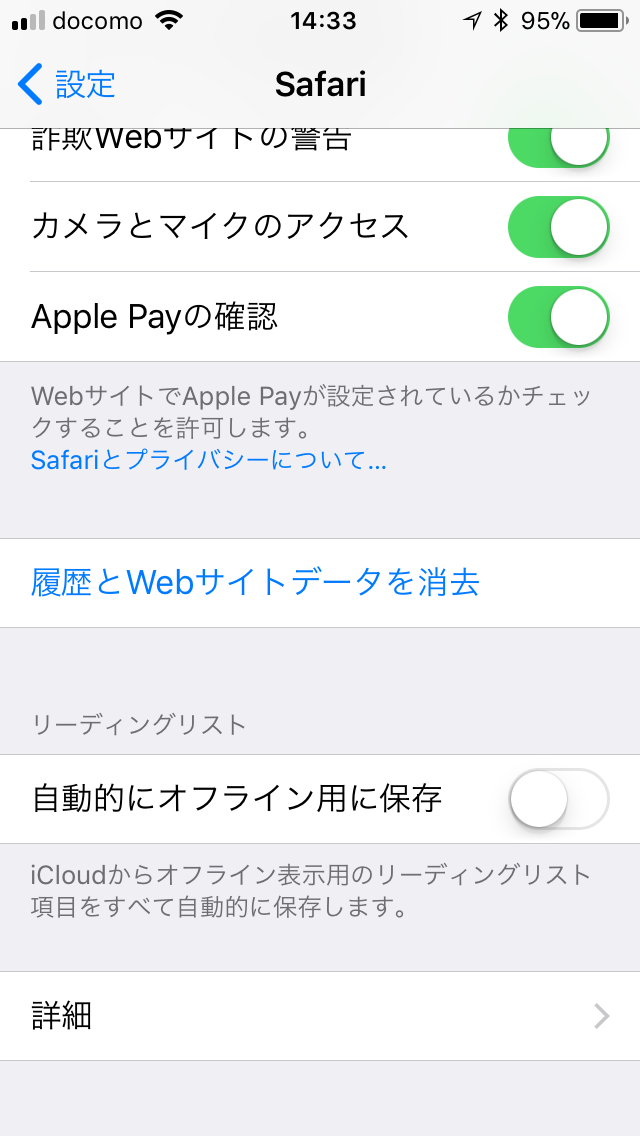 docomo 14:33 95%
設定 Safari
詐欺Webサイトの警告
カメラとマイクのアクセス
Apple Payの確認
WebサイトでApple Payが設定されているかチェッ
クすることを許可します。
Safariとプライバシーについて...
履歴とWebサイトデータを消去
リーディングリスト
自動的にオフライン用に保存
iCloudからオフライン表示用のリーディングリスト
項目をすべて自動的に保存します。
詳細